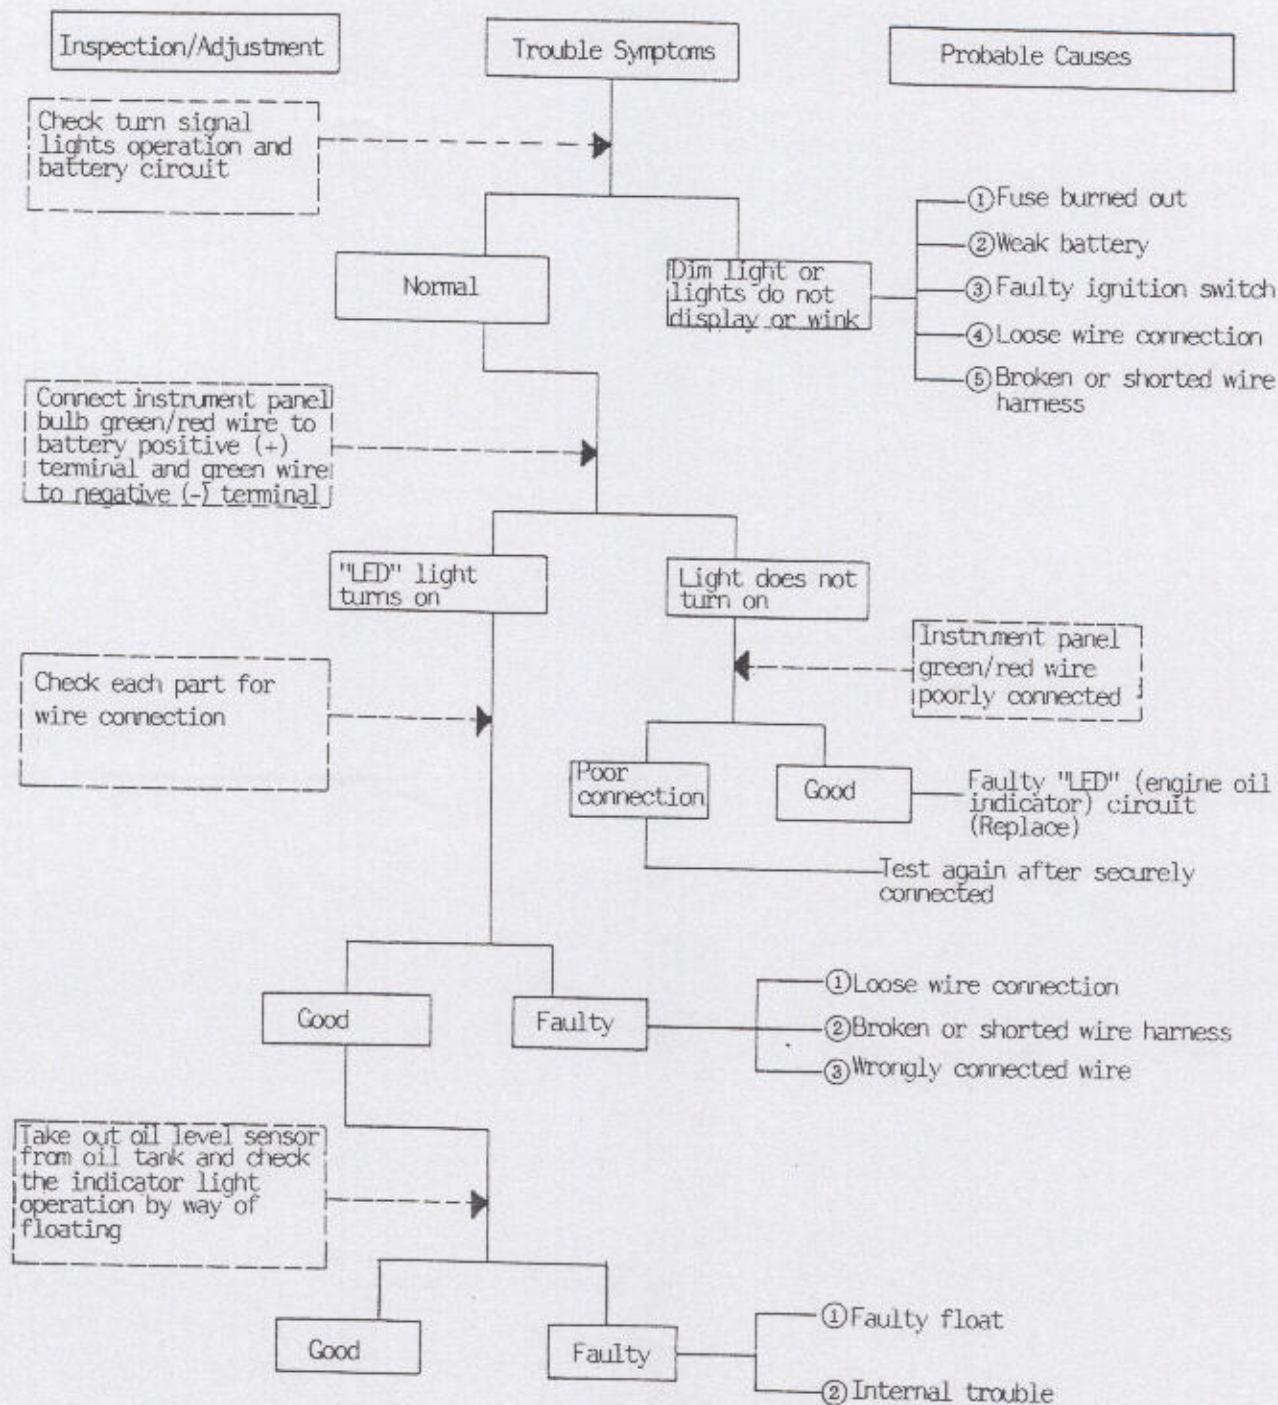 Inspection/Adjustment
Trouble Symptoms
Probable Causes
Check turn signal
lights operation and
battery circuit
①Fuse burned out
②Weak battery
③Faulty ignition switch
④Loose wire connection
⑤Broken or shorted wire
harness
Normal
Dim light or
lights do not
display or wink
Connect instrument panel
bulb green/red wire to
battery positive (+)
terminal and green wire
to negative (-) terminal
"LED" light
turns on
Light does not
turn on
Instrument panel
green/red wire
poorly connected
Check each part for
wire connection
Poor
connection
Good
Faulty "LED" (engine oil
indicator) circuit
(Replace)
Test again after securely
connected
Good
Faulty
①Loose wire connection
②Broken or shorted wire harness
③Wrongly connected wire
Take out oil level sensor
from oil tank and check
the indicator light
operation by way of
floating
Good
Faulty
①Faulty float
②Internal trouble